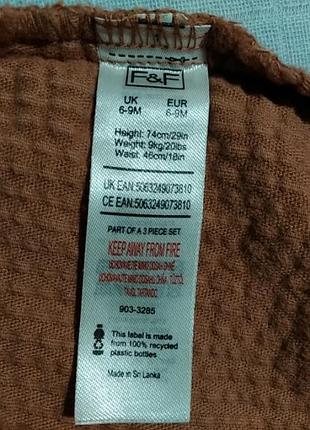 F&F
UK EUR
6-9M 6-9M
Height: 74cm/29in
Weight: 9kg/20lbs
Waist: 46cm/18in
UK EAN:5063249073810
CE EAN:5063249073810
PART OF A 3 PIECE SET
KEEP AWAY FROM FIRE
903-3285
This label is made
from 100% recycled
plastic bottles
Made in Sri Lanka